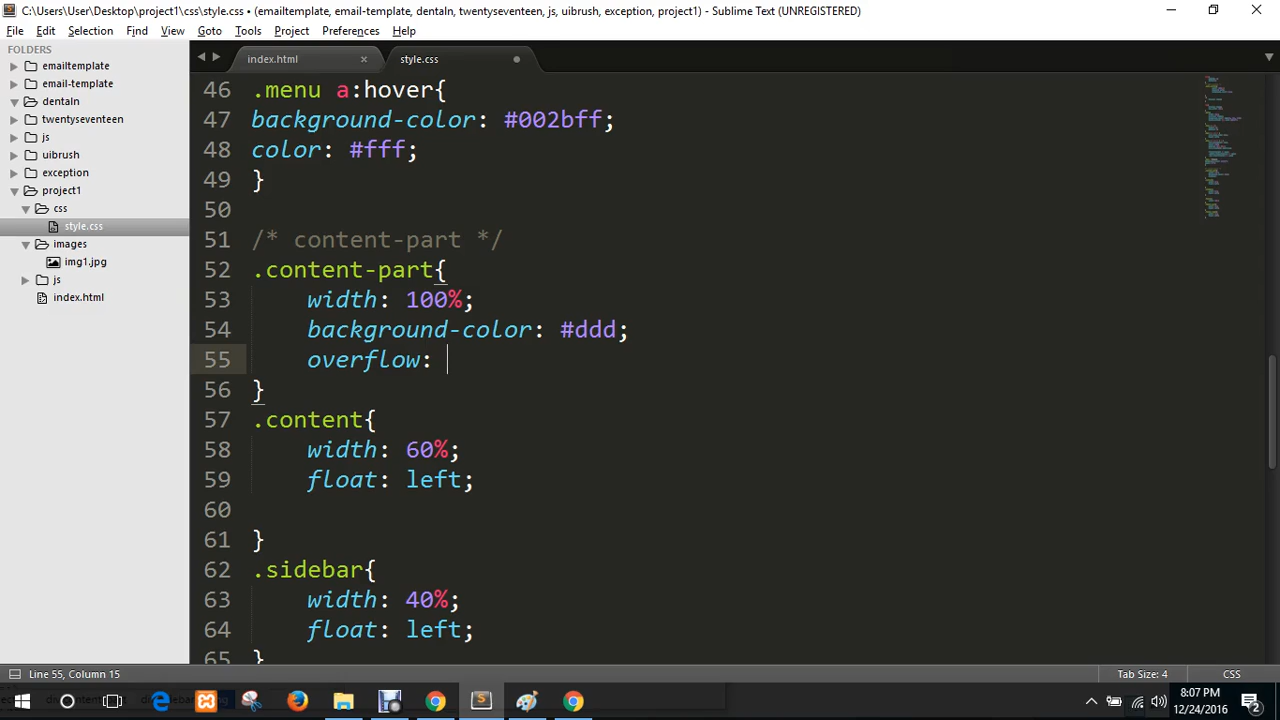 C:\Users\User\Desktop\project1\css\style.css • (emailtemplate, email-template, dentaln, twentyseventeen, js, uibrush, exception, project1) - Sublime Text (UNREGISTERED)
File Edit Selection Find View Goto Tools Project Preferences Help
FOLDERS
emailtemplate
email-template
dentaln
twentyseventeen
js
uibrush
exception
project1
css
style.css
images
img1.jpg
js
index.html
index.html style.css
46 .menu a:hover{
47 background-color: #002bff;
48 color: #fff;
49 }
50
51 /* content-part */
52 .content-part{
53 width: 100%;
54 background-color: #ddd;
55 overflow:
56 }
57 .content{
58 width: 60%;
59 float: left;
60
61 }
62 .sidebar{
63 width: 40%;
64 float: left;
65 }
Line 55, Column 15 Tab Size: 4 CSS
8:07 PM
12/24/2016
2